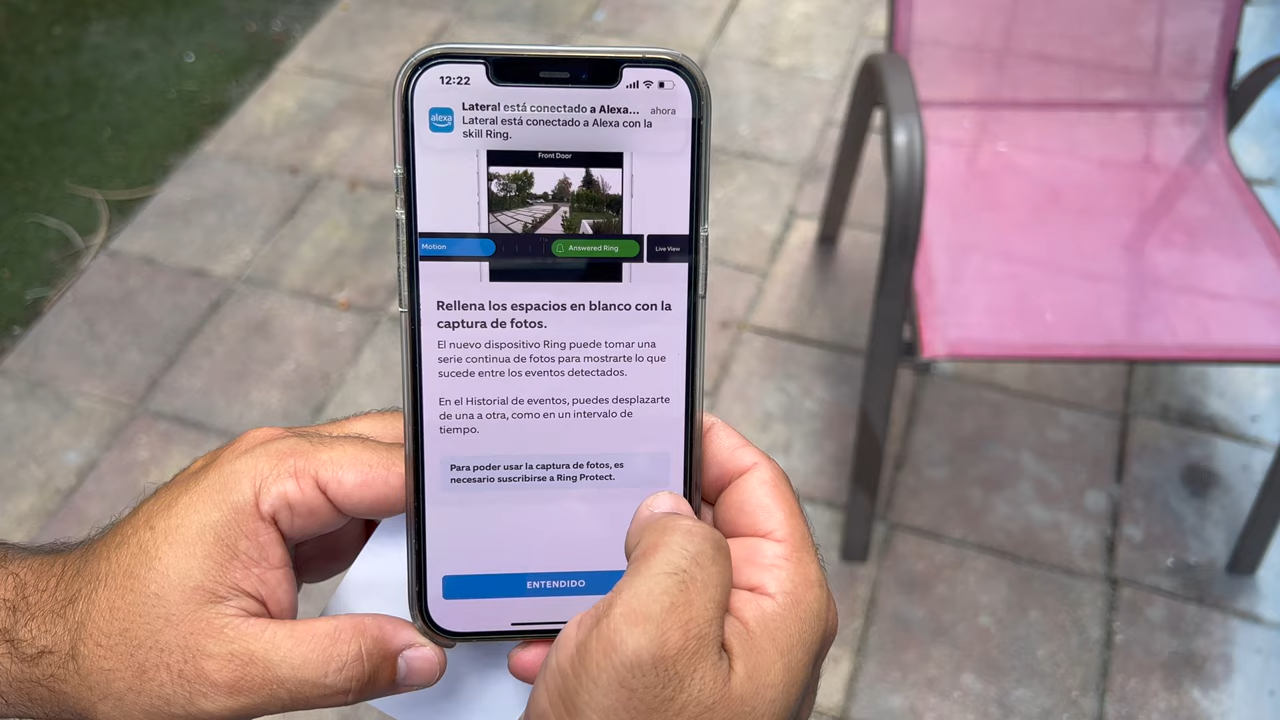 12:22
alexa
Lateral está conectado a Alexa...
ahora
Lateral está conectado a Alexa con la
skill Ring.
Front Door
Motion
Answered Ring
Live View
Rellena los espacios en blanco con la
captura de fotos.
El nuevo dispositivo Ring puede tomar una
serie continua de fotos para mostrarte lo que
sucede entre los eventos detectados.
En el Historial de eventos, puedes desplazarte
de una a otra, como en un intervalo de
tiempo.
Para poder usar la captura de fotos, es
necesario suscribirse a Ring Protect.
ENTENDIDO